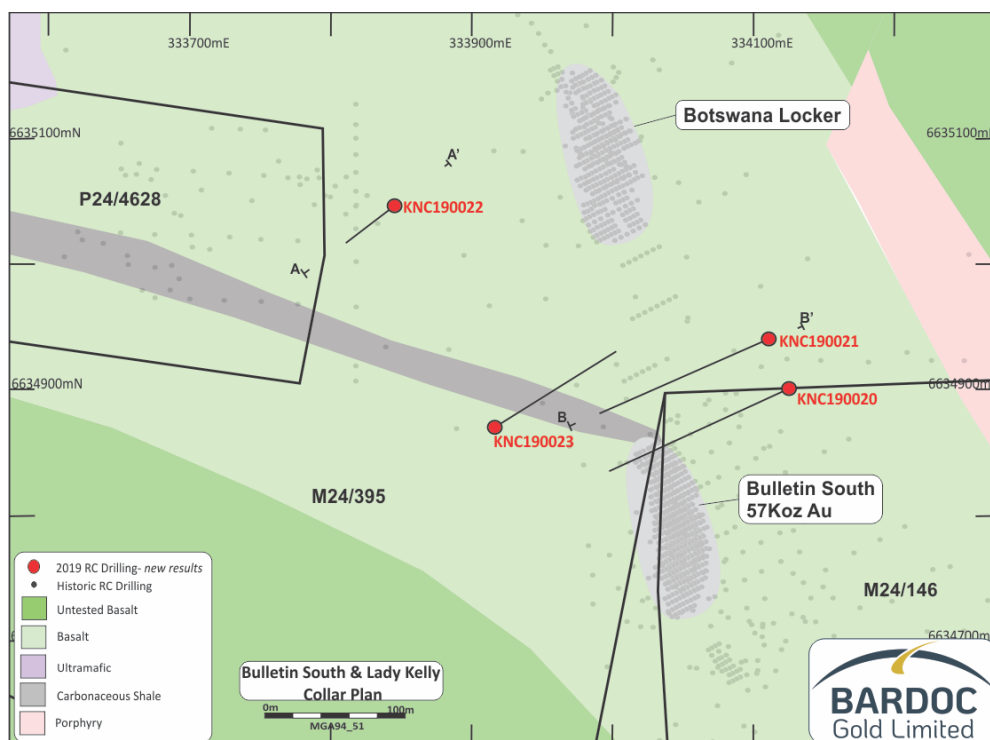 333700mE
333900mE
334100mE
6635100mN
Botswana Locker
6635100mN
A'
P24/4628
KNC190022
A
B'
KNC190021
6634900mN
6634900mN
KNC190020
B
KNC190023
M24/395
Bulletin South
57Koz Au
2019 RC Drilling- new results
Historic RC Drilling
Untested Basalt
Basalt
Ultramafic
Carbonaceous Shale
Porphyry
M24/146
6634700mN
Bulletin South & Lady Kelly
Collar Plan
0m 100m
MGA94_51
BARDOC
Gold Limited